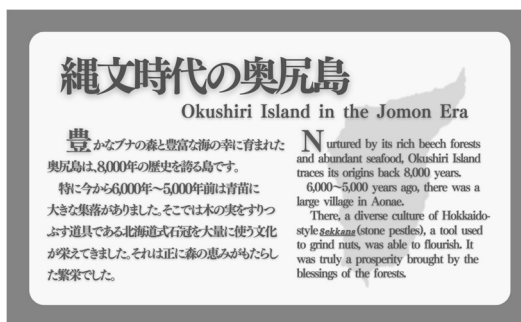 縄文時代の奥尻島
Okushiri Island in the Jomon Era
豊かなブナの森と豊富な海の幸に育まれた
奥尻島は、8,000年の歴史を誇る島です。
特に今から6,000年〜5,000年前は青苗に
大きな集落がありました。そこでは木の実をすりつ
ぶす道具である北海道式石冠を大量に使う文化
が栄えてきました。それは正に森の恵みがもたらし
た繁栄でした。
Nurtured by its rich beech forests
and abundant seafood, Okushiri Island
traces its origins back 8,000 years.
6,000~5,000 years ago, there was a
large village in Aonae.
There, a diverse culture of Hokkaido-
style Sekkans (stone pestles), a tool used
to grind nuts, was able to flourish. It
was truly a prosperity brought by the
blessings of the forests.